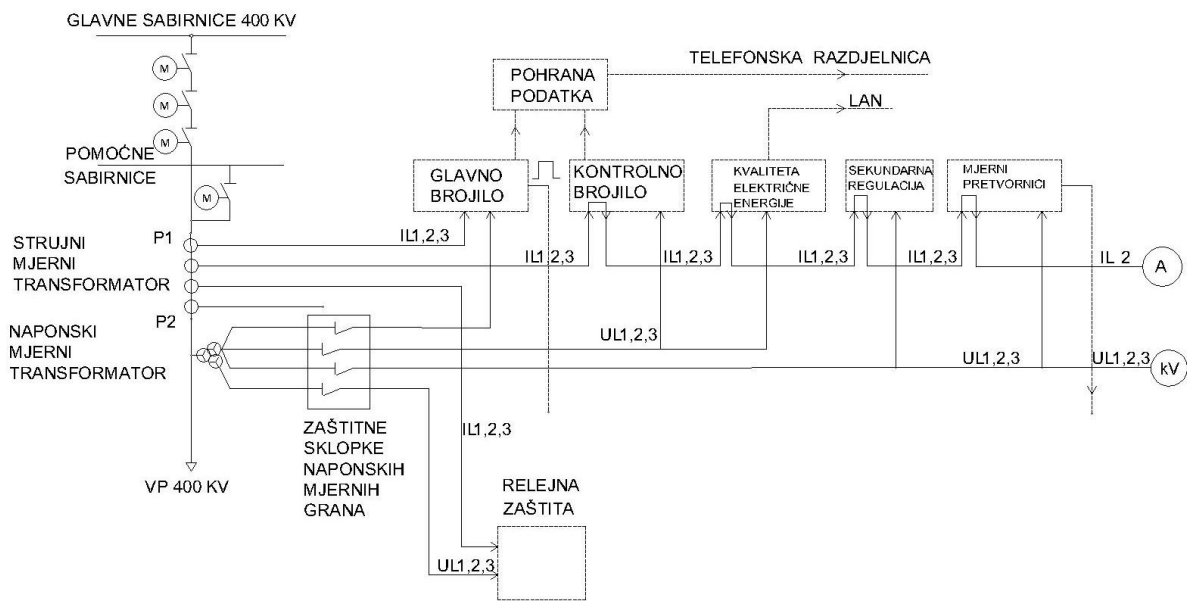 GLAVNE SABIRNICE 400 KV
M
M
M
POMOĆNE
SABIRNICE
M
TELEFONSKA RAZDJELNICA
POHRANA
PODATKA
LAN
GLAVNO
BROJILO
KONTROLNO
BROJILO
KVALITETA
ELEKTRIČNE
ENERGIJE
SEKUNDARNA
REGULACIJA
MJERNI
PRETVORNICI
P1
STRUJNI
MJERNI
TRANSFORMATOR
IL1,2,3
IL1,2,3
IL1,2,3
IL1,2,3
IL1,2,3
IL 2
A
P2
NAPONSKI
MJERNI
TRANSFORMATOR
UL1,2,3
UL1,2,3
UL1,2,3
kV
ZAŠTITNE
SKLOPKE
NAPONSKIH
MJERNIH
GRANA
IL1,2,3
VP 400 KV
RELEJNA
ZAŠTITA
UL1,2,3